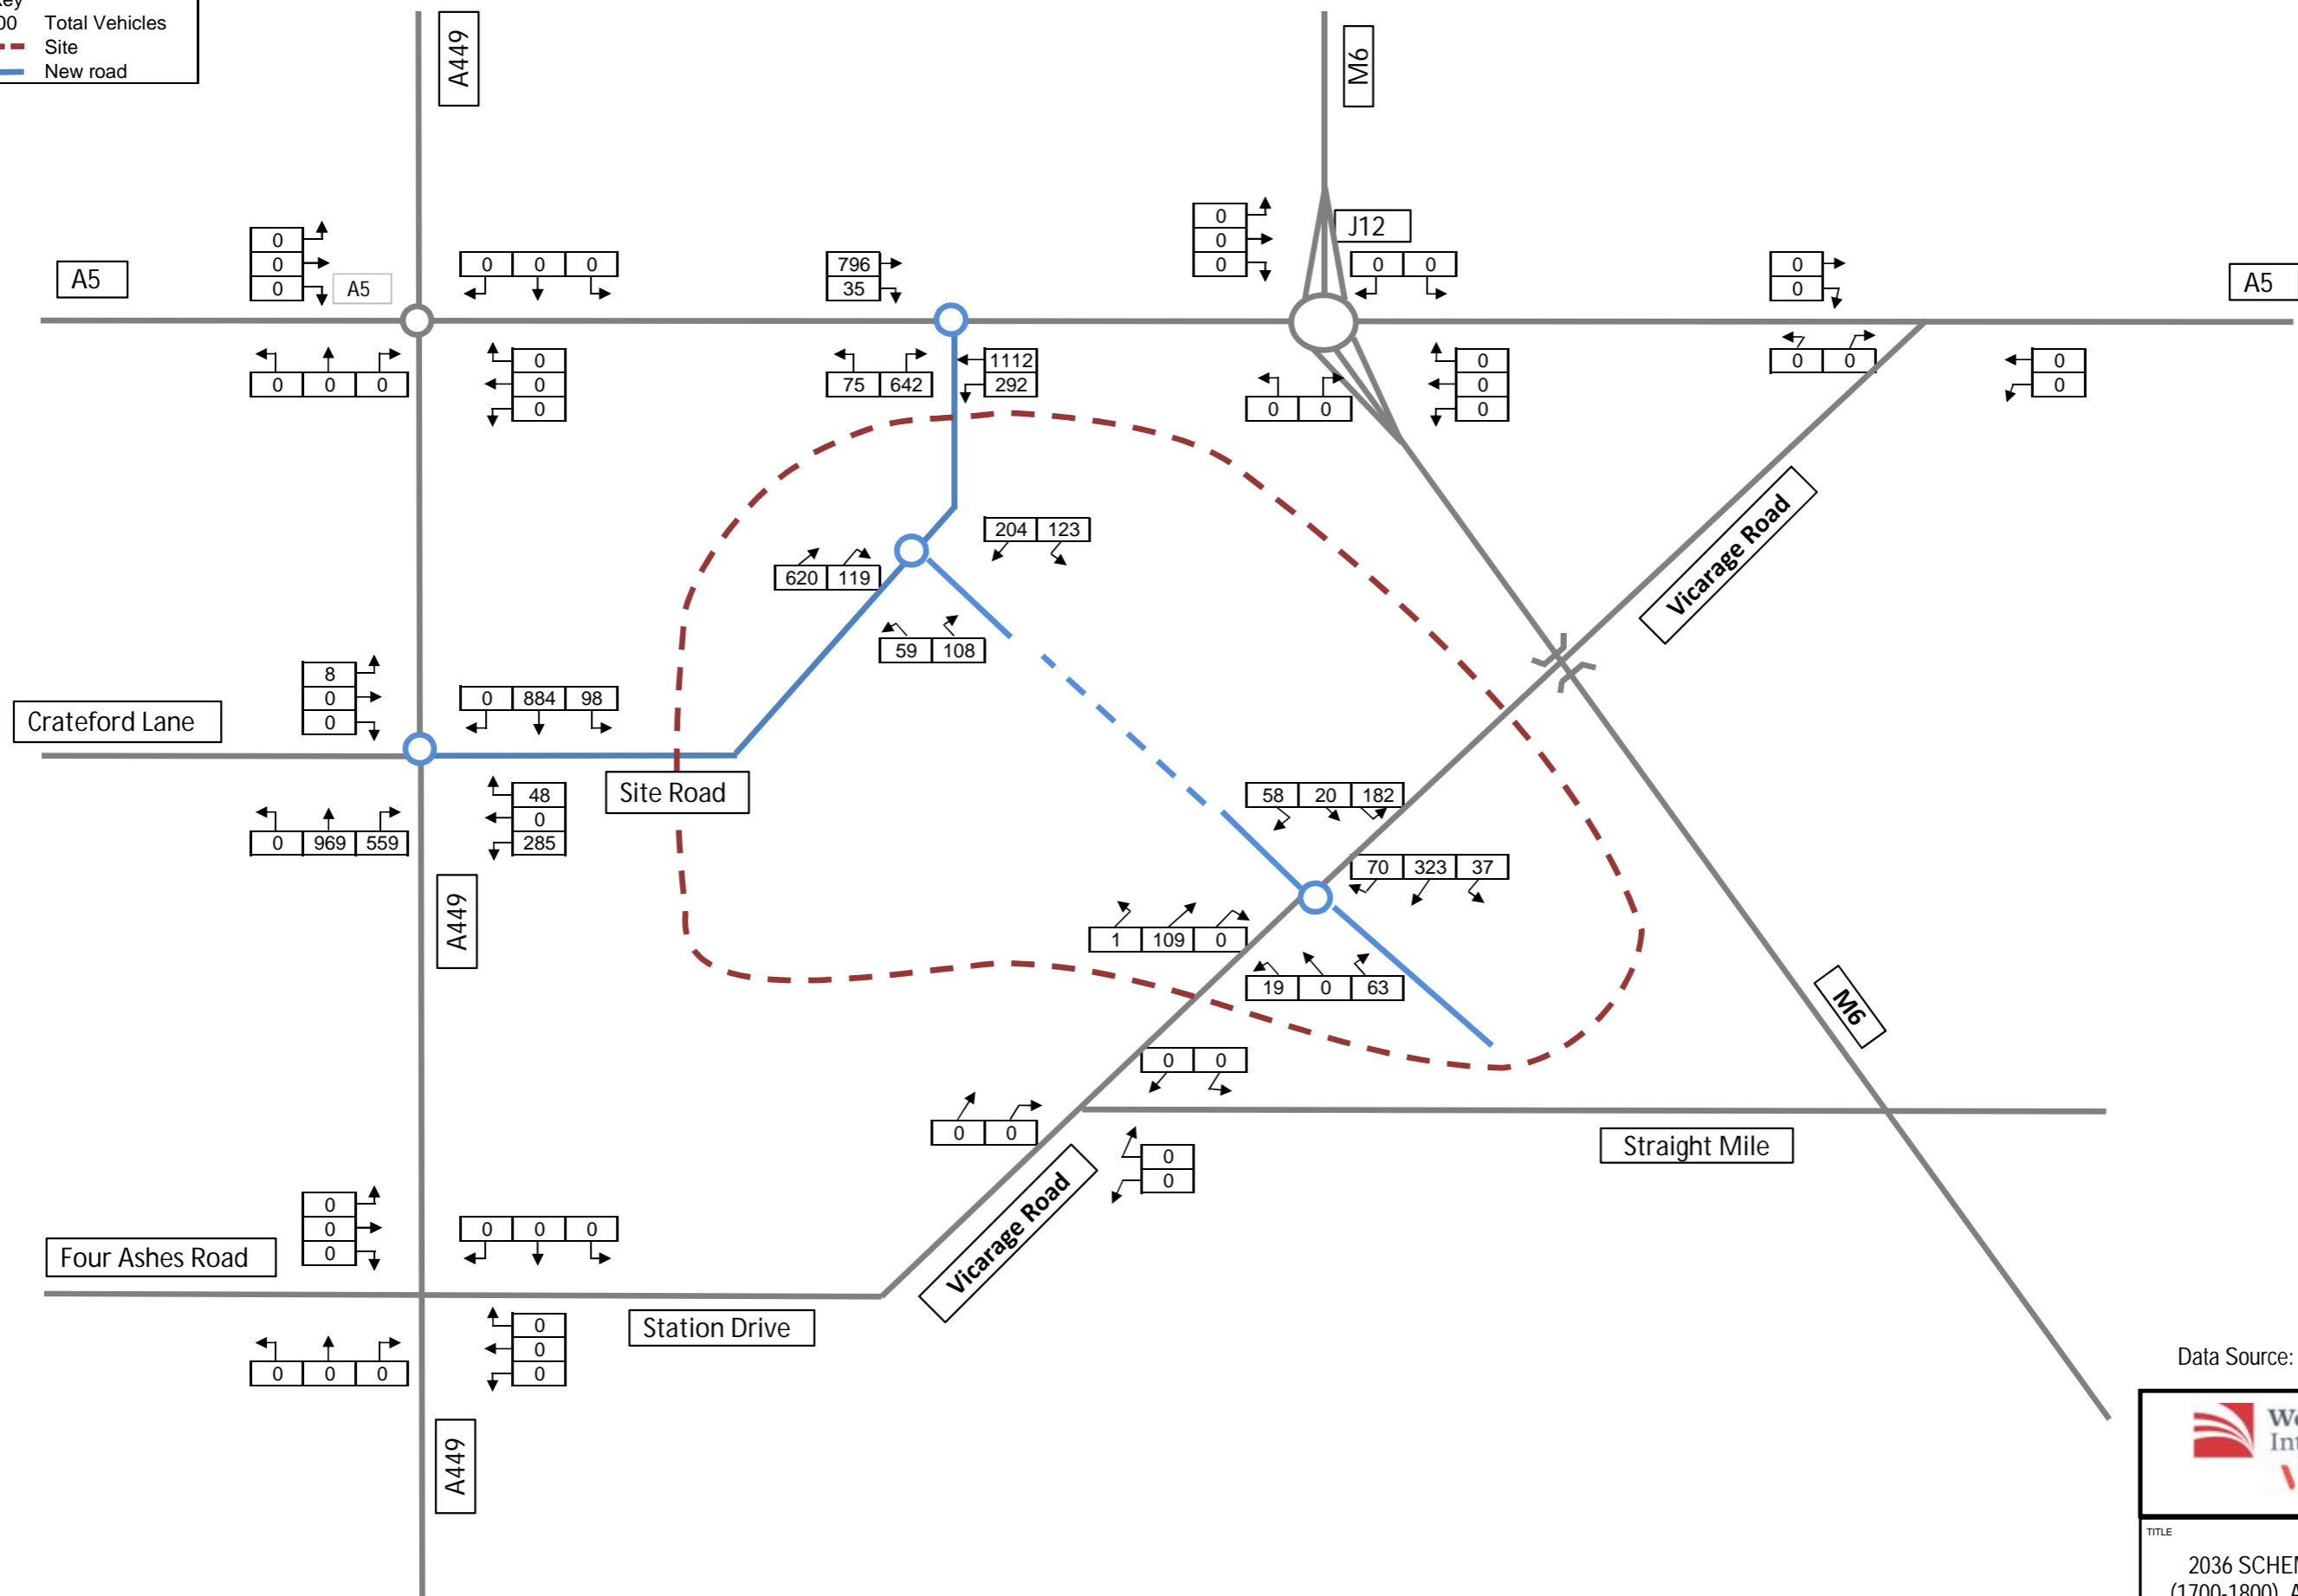 00 Total Vehicles
Site
New road
A449
M6
J12
0
0
0
A5
A5
0 0 0
796
35
0
0
0
0 0
0
0
A5
0 0 0
0
0
0
75 642
1112
292
0 0
0
0
0
0 0
0
0
Vicarage Road
204 123
620 119
59 108
8
0
0
Crateford Lane
0 884 98
Site Road
0 969 559
48
0
285
58 20 182
70 323 37
1 109 0
19 0 63
A449
M6
0 0
0 0
0
0
Straight Mile
Vicarage Road
0
0
0
Four Ashes Road
0 0 0
Station Drive
0 0 0
0
0
0
A449
Data Source:
TITLE
2036
(1700-1800)